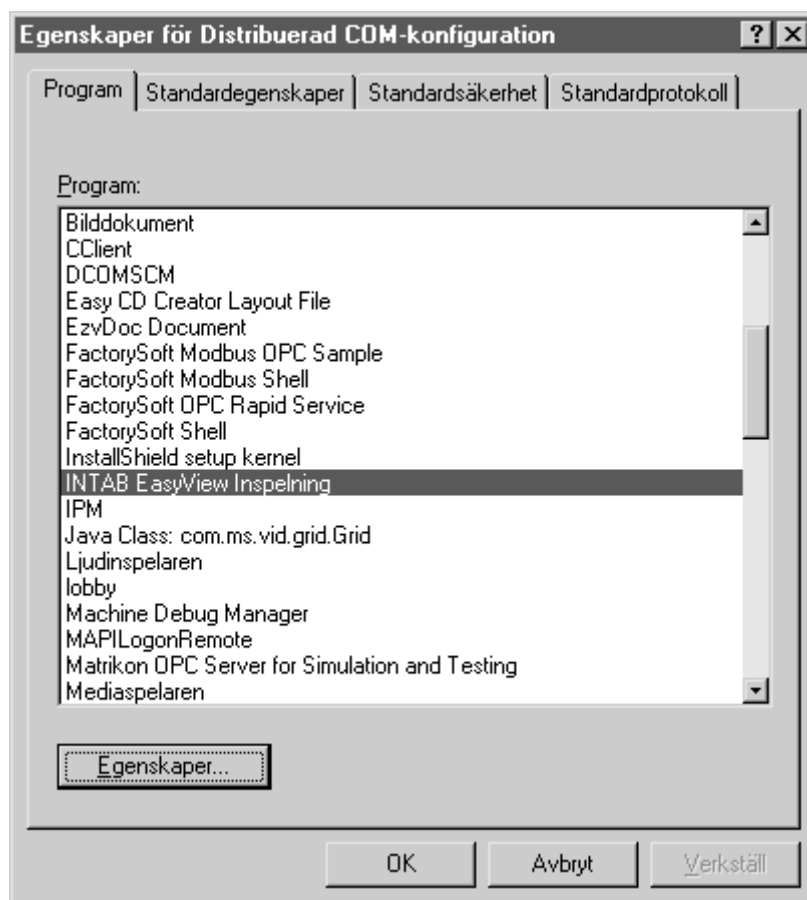 Egenskaper för Distribuerad COM-konfiguration
Program Standardegenskaper Standardsäkerhet Standardprotokoll
Program:
Bilddokument
CClient
DCOMSCM
Easy CD Creator Layout File
EzvDoc Document
FactorySoft Modbus OPC Sample
FactorySoft Modbus Shell
FactorySoft OPC Rapid Service
FactorySoft Shell
InstallShield setup kernel
INTAB EasyView Inspelning
IPM
Java Class: com.ms.vid.grid.Grid
Ljudinspelaren
lobby
Machine Debug Manager
MAPILogonRemote
Matrikon OPC Server for Simulation and Testing
Mediaspelaren
Egenskaper...
OK Avbryt Verkställ